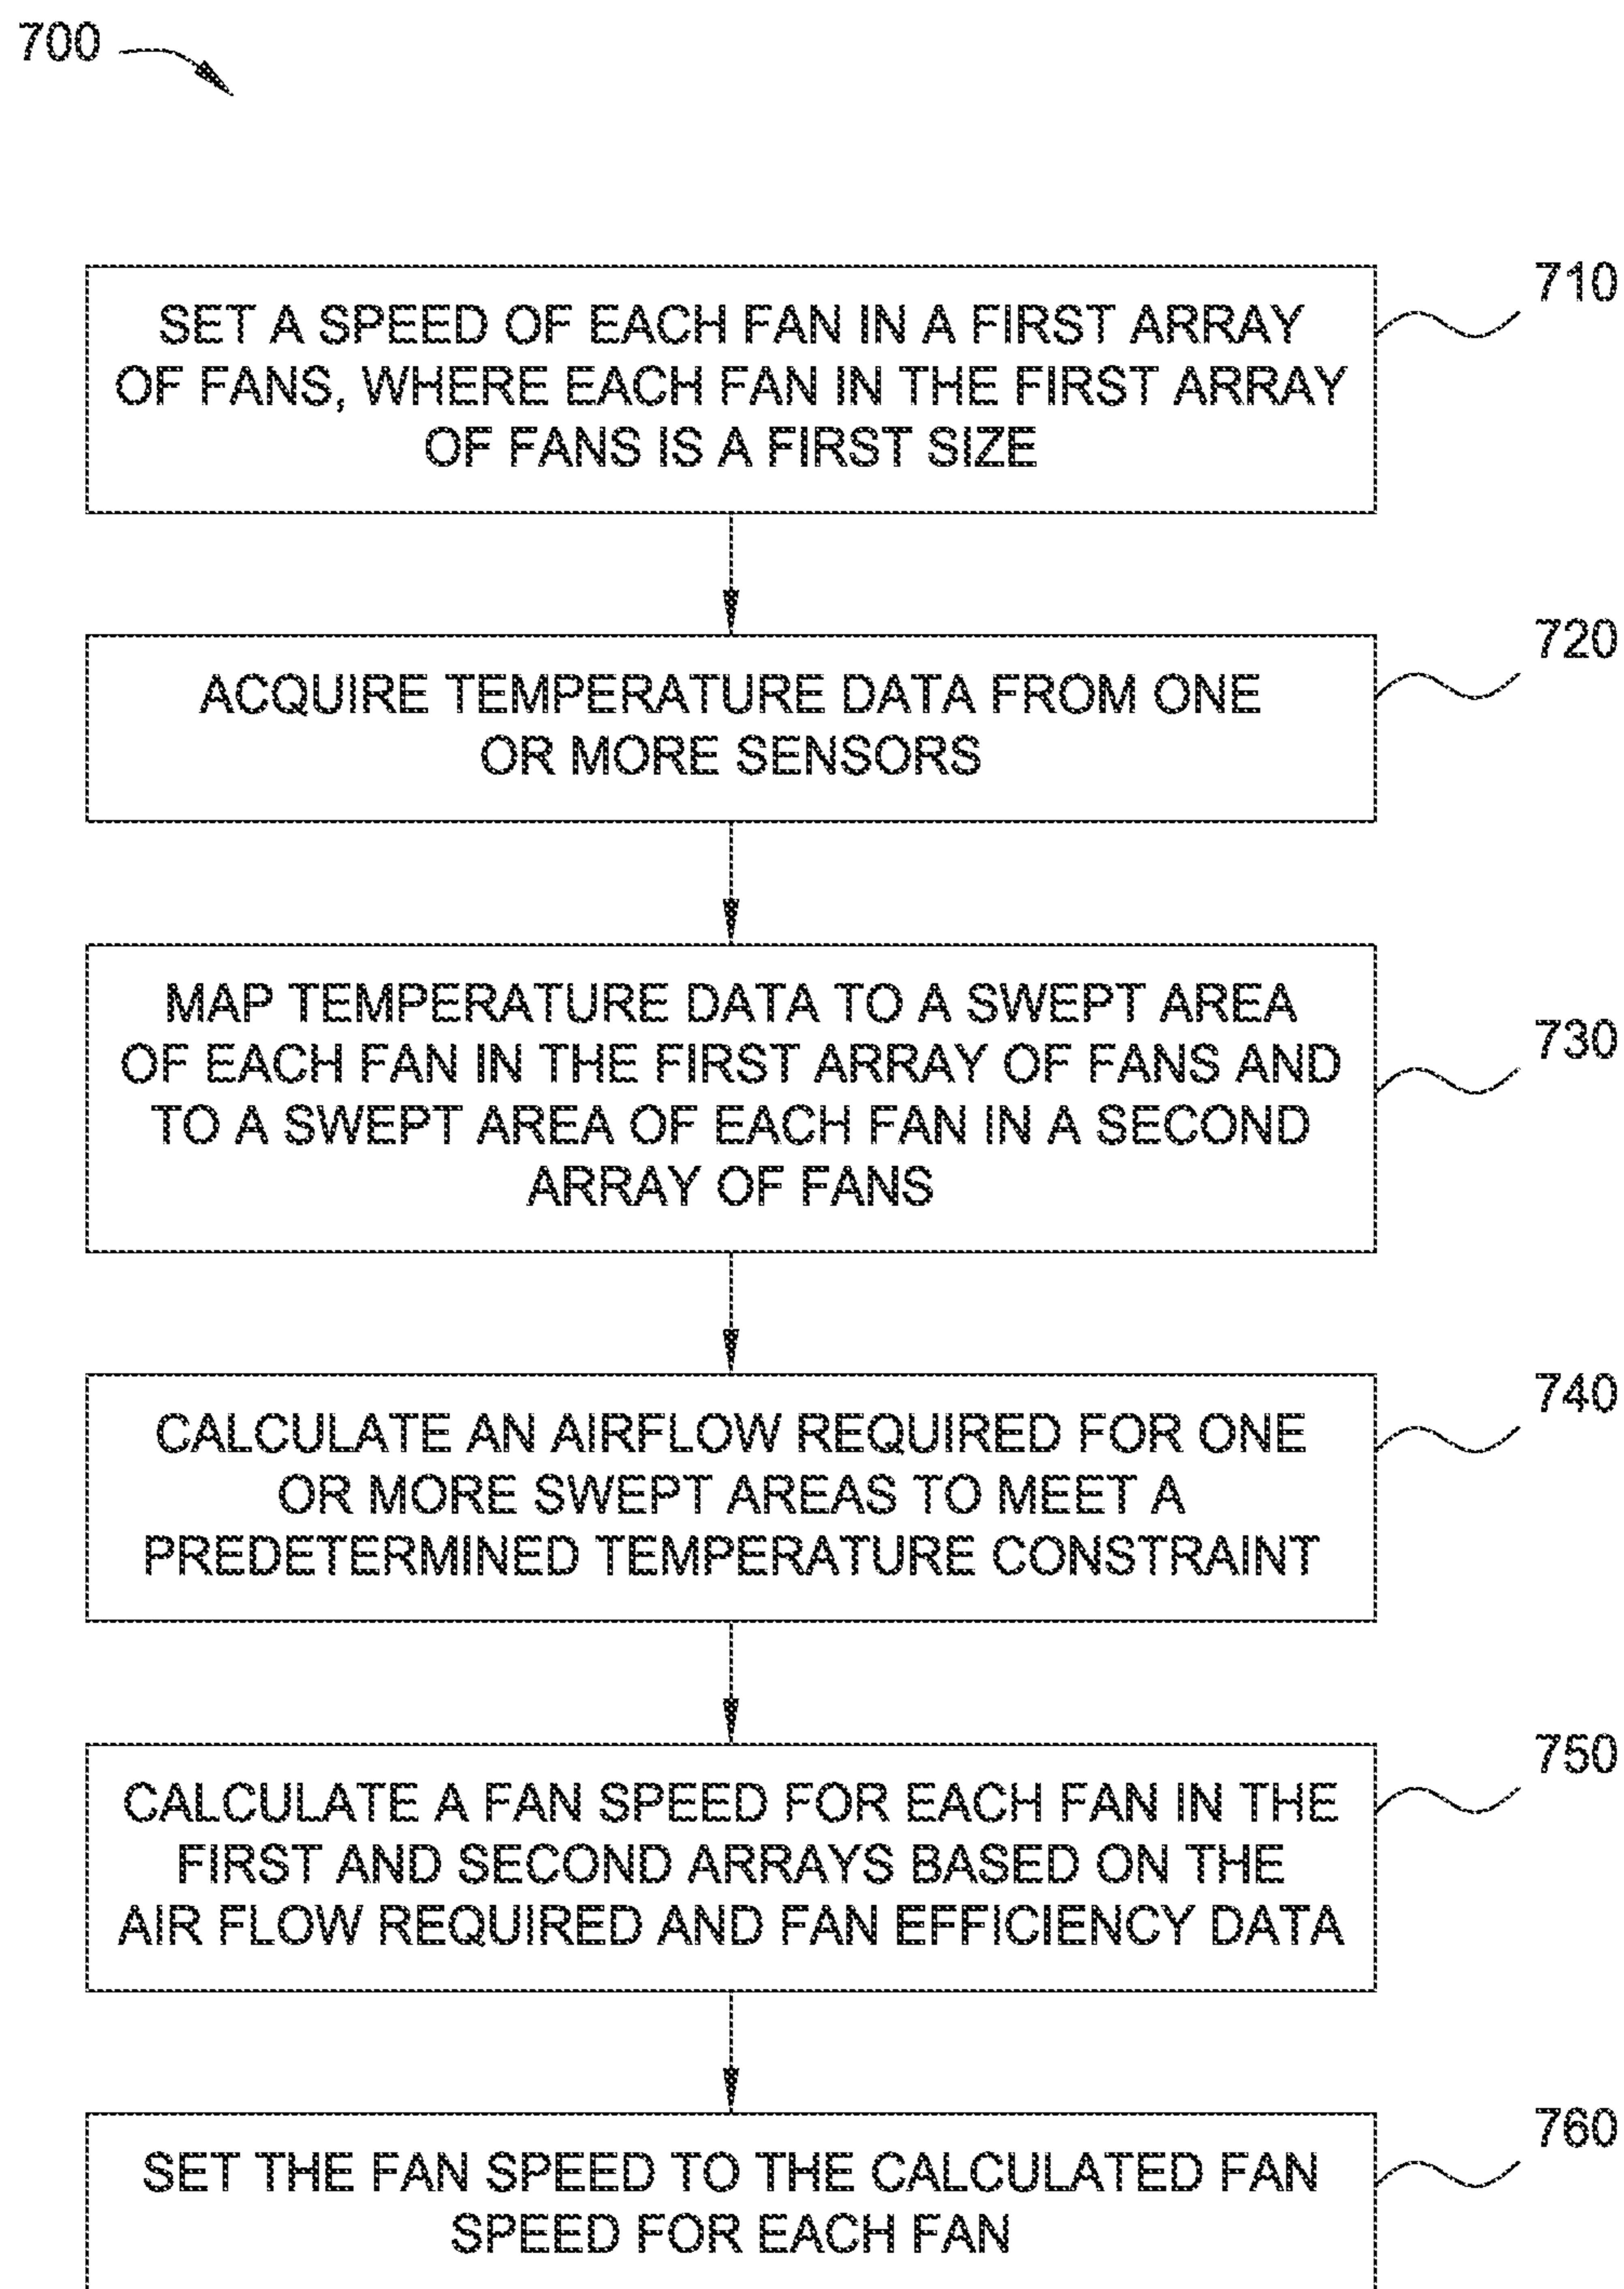 700
710
SET A SPEED OF EACH FAN IN A FIRST ARRAY
OF FANS, WHERE EACH FAN IN THE FIRST ARRAY
OF FANS IS A FIRST SIZE
720
ACQUIRE TEMPERATURE DATA FROM ONE
OR MORE SENSORS
730
MAP TEMPERATURE DATA TO A SWEPT AREA
OF EACH FAN IN THE FIRST ARRAY OF FANS AND
TO A SWEPT AREA OF EACH FAN IN A SECOND
ARRAY OF FANS
740
CALCULATE AN AIRFLOW REQUIRED FOR ONE
OR MORE SWEPT AREAS TO MEET A
PREDETERMINED TEMPERATURE CONSTRAINT
750
CALCULATE A FAN SPEED FOR EACH FAN IN THE
FIRST AND SECOND ARRAYS BASED ON THE
AIR FLOW REQUIRED AND FAN EFFICIENCY DATA
760
SET THE FAN SPEED TO THE CALCULATED FAN
SPEED FOR EACH FAN